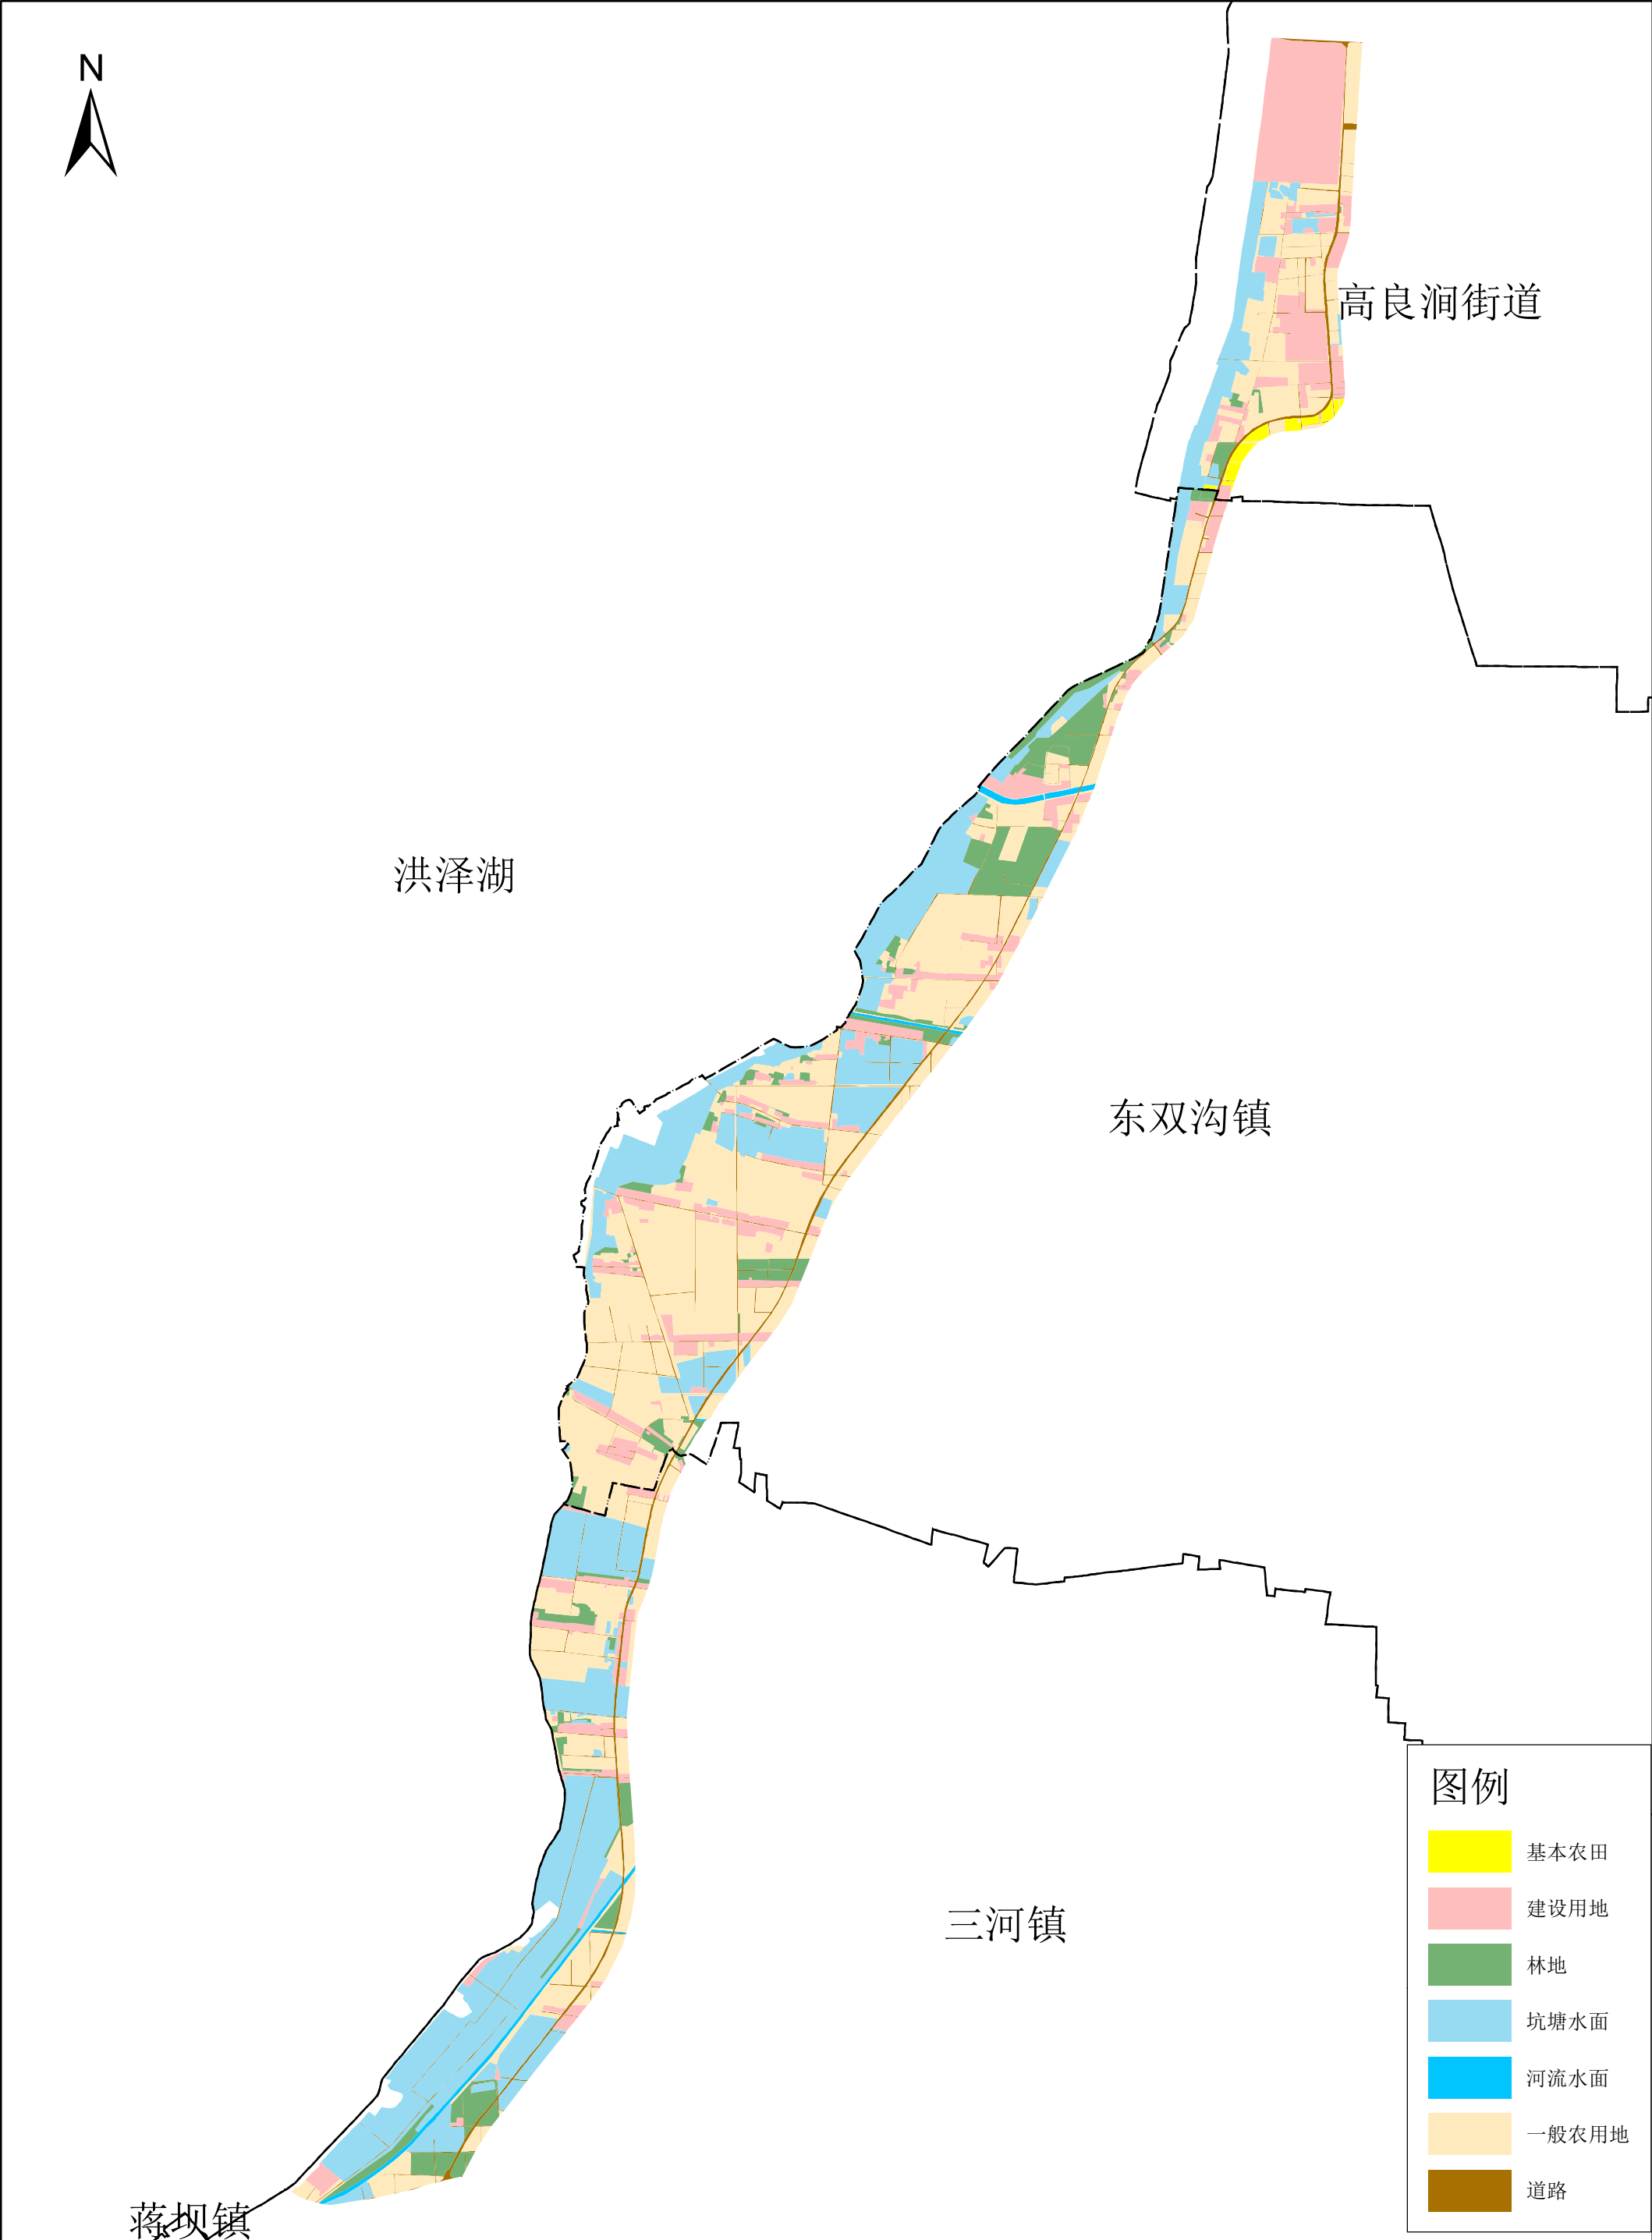 N
高良涧街道
洪泽湖
东双沟镇
三河镇
蒋坝镇
图例
基本农田
建设用地
林地
坑塘水面
河流水面
一般农用地
道路